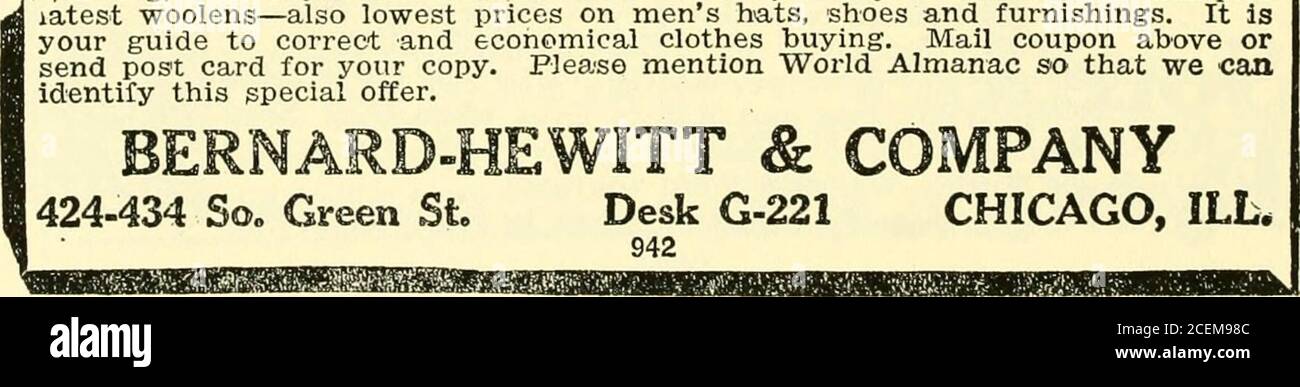 latest woolens—also lowest prices on men's hats, shoes and furnishings. It is
your guide to correct and economical clothes buying. Mail coupon above or
send post card for your copy. Please mention World Almanac so that we can
identify this special offer.
BERNARD-HEWITT & COMPANY
424-434 So. Green St. Desk G-221 CHICAGO, ILL.
942
a
alamy
a
a
alamy
Image ID: 2CEM98C
www.alamy.com